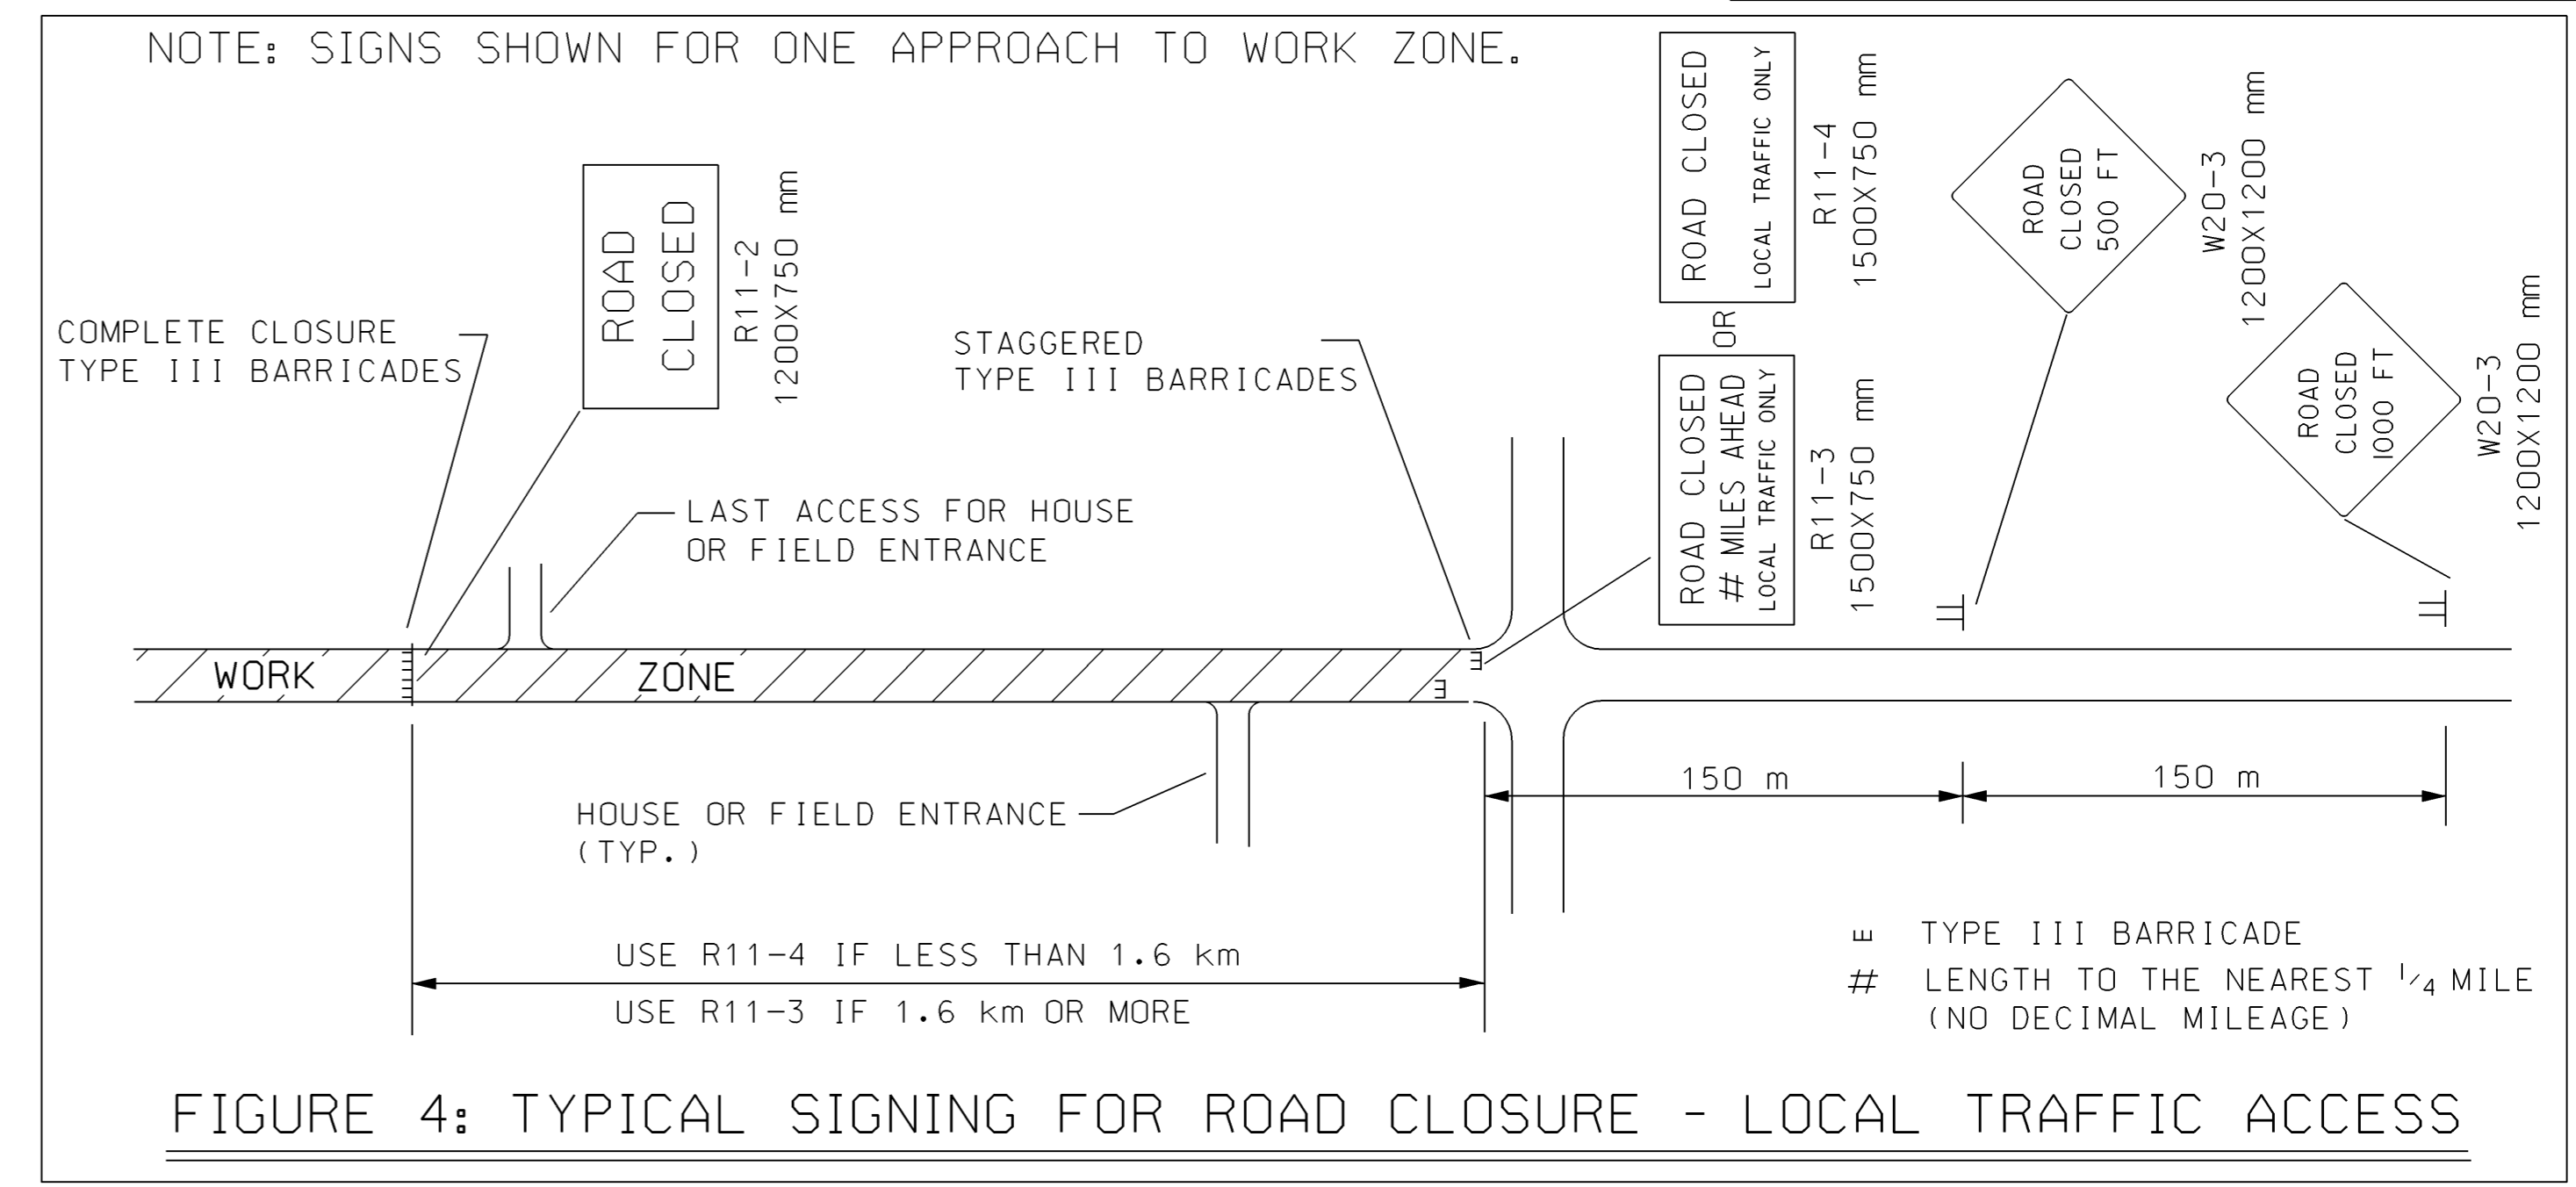 NOTE: SIGNS SHOWN FOR ONE APPROACH TO WORK ZONE.
COMPLETE CLOSURE
TYPE III BARRICADES
ROAD
CLOSED
R11-2
1200X750 mm
LAST ACCESS FOR HOUSE
OR FIELD ENTRANCE
STAGGERED
TYPE III BARRICADES
ROAD CLOSED
LOCAL TRAFFIC ONLY
R11-4
1500X750 mm
OR
ROAD CLOSED
# MILES AHEAD
LOCAL TRAFFIC ONLY
R11-3
1500X750 mm
ROAD
CLOSED
500 FT
W20-3
1200X1200 mm
ROAD
CLOSED
1000 FT
W20-3
1200X1200 mm
WORK ZONE
HOUSE OR FIELD ENTRANCE
(TYP.)
150 m
150 m
USE R11-4 IF LESS THAN 1.6 km
USE R11-3 IF 1.6 km OR MORE
TYPE III BARRICADE
# LENGTH TO THE NEAREST 1/4 MILE
(NO DECIMAL MILEAGE)
FIGURE 4: TYPICAL SIGNING FOR ROAD CLOSURE - LOCAL TRAFFIC ACCESS